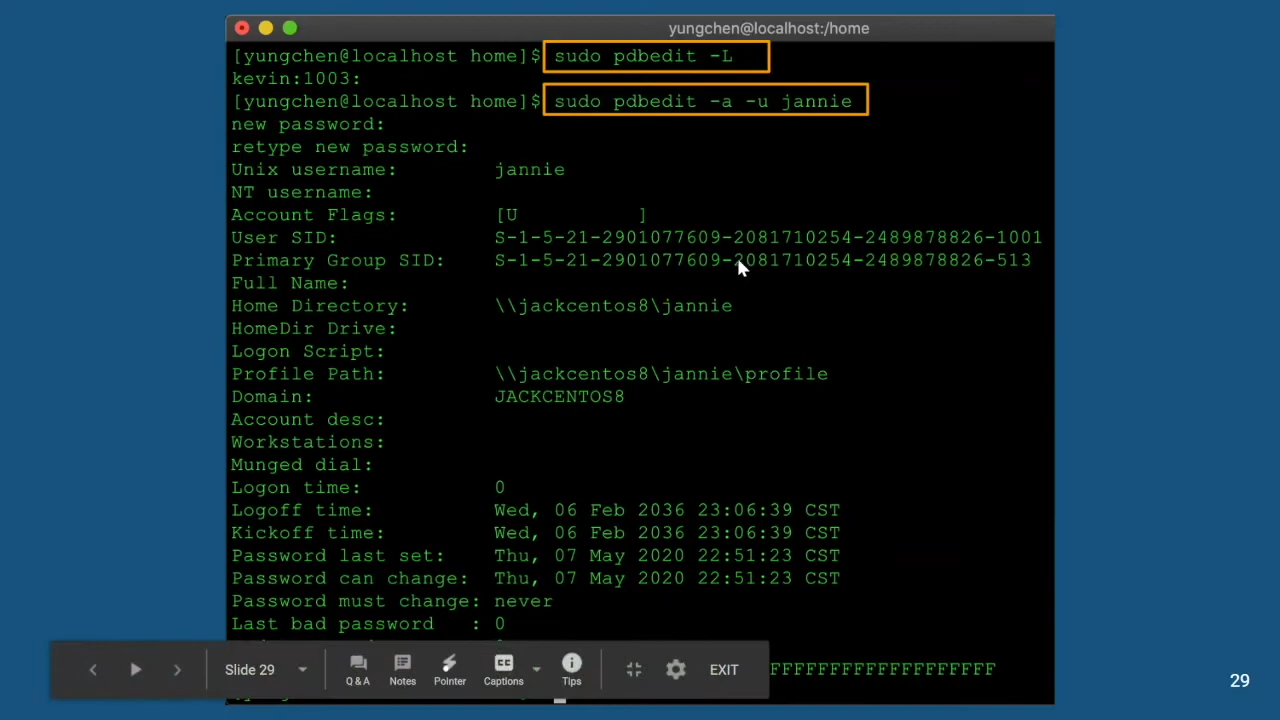 yungchen@localhost:/home
[yungchen@localhost home]$ sudo pdbedit -L
kevin:1003:
[yungchen@localhost home]$ sudo pdbedit -a -u jannie
new password:
retype new password:
Unix username: jannie
NT username:
Account Flags: [U ]
User SID: S-1-5-21-2901077609-2081710254-2489878826-1001
Primary Group SID: S-1-5-21-2901077609-2081710254-2489878826-513
Full Name:
Home Directory: \\jackcentos8\jannie
HomeDir Drive:
Logon Script:
Profile Path: \\jackcentos8\jannie\profile
Domain: JACKCENTOS8
Account desc:
Workstations:
Munged dial:
Logon time: 0
Logoff time: Wed, 06 Feb 2036 23:06:39 CST
Kickoff time: Wed, 06 Feb 2036 23:06:39 CST
Password last set: Thu, 07 May 2020 22:51:23 CST
Password can change: Thu, 07 May 2020 22:51:23 CST
Password must change: never
Last bad password : 0
FFFFFFFFFFFFFFFFFFF
Slide 29
Q & A
Notes
Pointer
Captions
Tips
EXIT
29